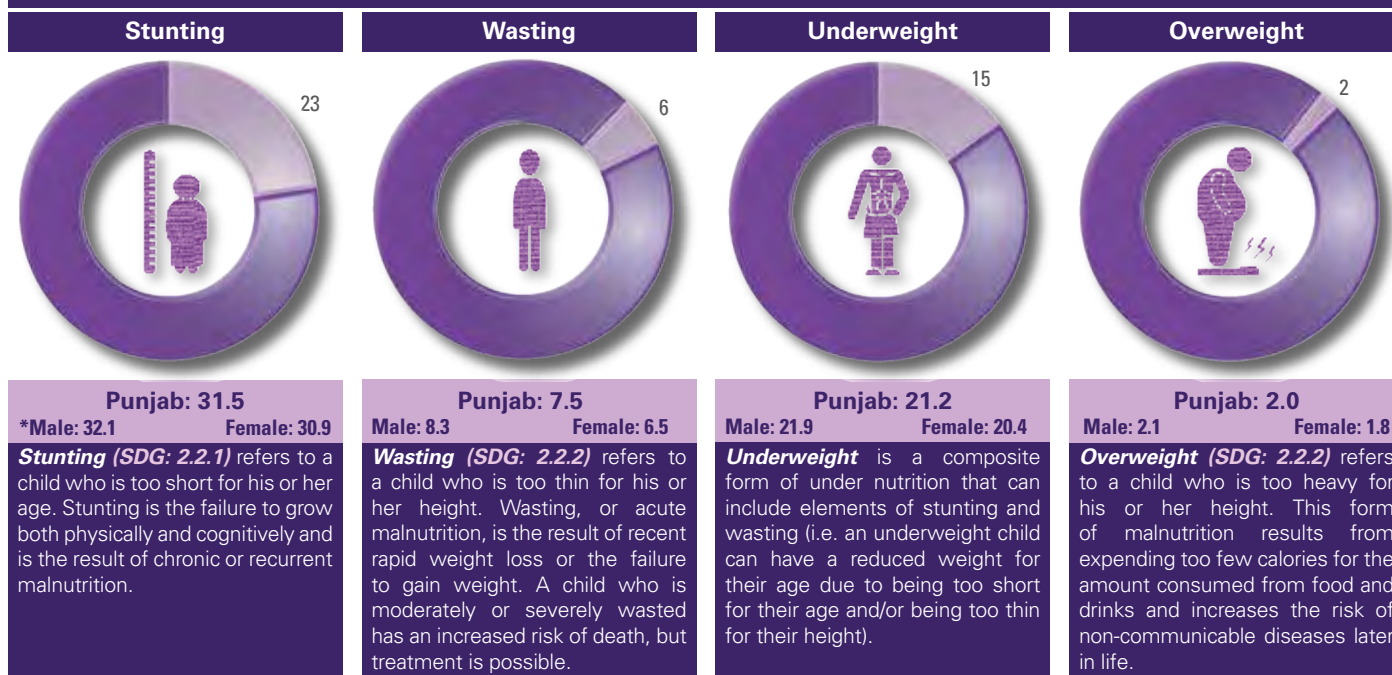 Stunting
23
Punjab: 31.5
*Male: 32.1 Female: 30.9
Stunting (SDG: 2.2.1) refers to a
child who is too short for his or her
age. Stunting is the failure to grow
both physically and cognitively and
is the result of chronic or recurrent
malnutrition.
Wasting
6
Punjab: 7.5
Male: 8.3 Female: 6.5
Wasting (SDG: 2.2.2) refers to
a child who is too thin for his or
her height. Wasting, or acute
malnutrition, is the result of recent
rapid weight loss or the failure
to gain weight. A child who is
moderately or severely wasted
has an increased risk of death, but
treatment is possible.
Underweight
15
Punjab: 21.2
Male: 21.9 Female: 20.4
Underweight is a composite
form of under nutrition that can
include elements of stunting and
wasting (i.e. an underweight child
can have a reduced weight for
their age due to being too short
for their age and/or being too thin
for their height).
Overweight
2
Punjab: 2.0
Male: 2.1 Female: 1.8
Overweight (SDG: 2.2.2) refers
to a child who is too heavy for
his or her height. This form
of malnutrition results from
expending too few calories for the
amount consumed from food and
drinks and increases the risk of
non-communicable diseases later
in life.